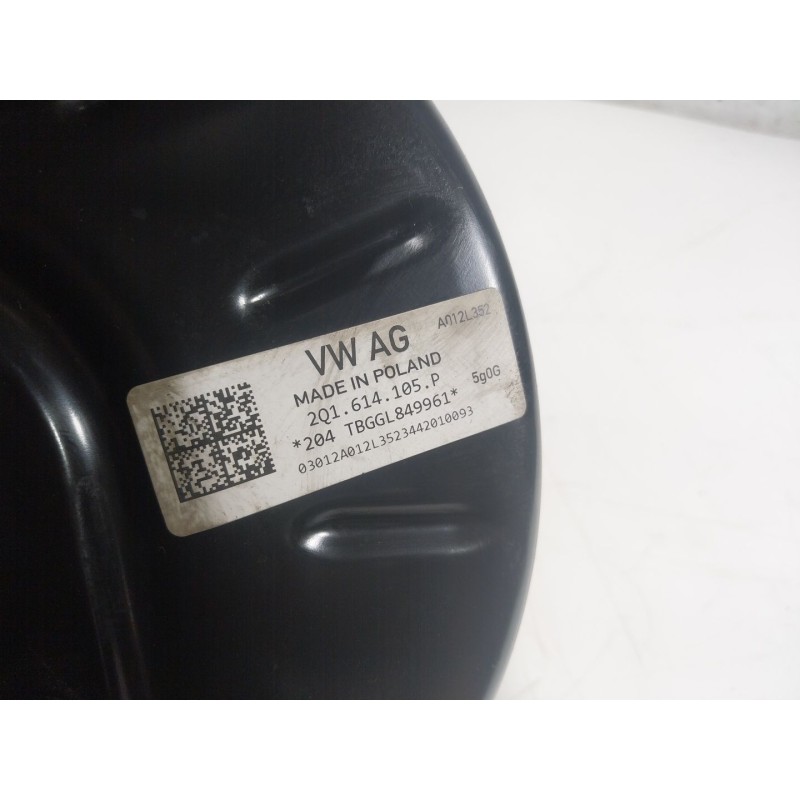 A012L352
VW AG
MADE IN POLAND
2Q1.614.105.P
5g0G
*204 TBGGL849961*
03012A012L3523442010093